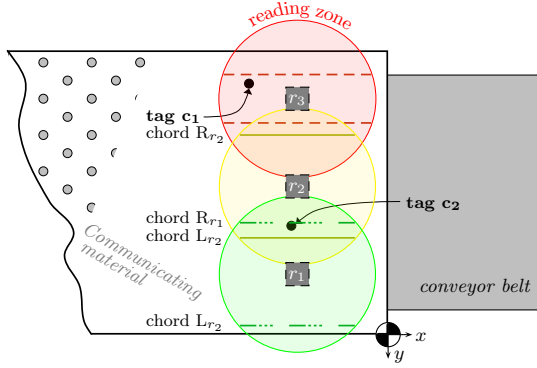 reading zone
r3
tag c1
chord Rr2
r2
chord Rr1
tag c2
chord Lr2
Communicating
material
r1
conveyor belt
chord Lr2
x
y